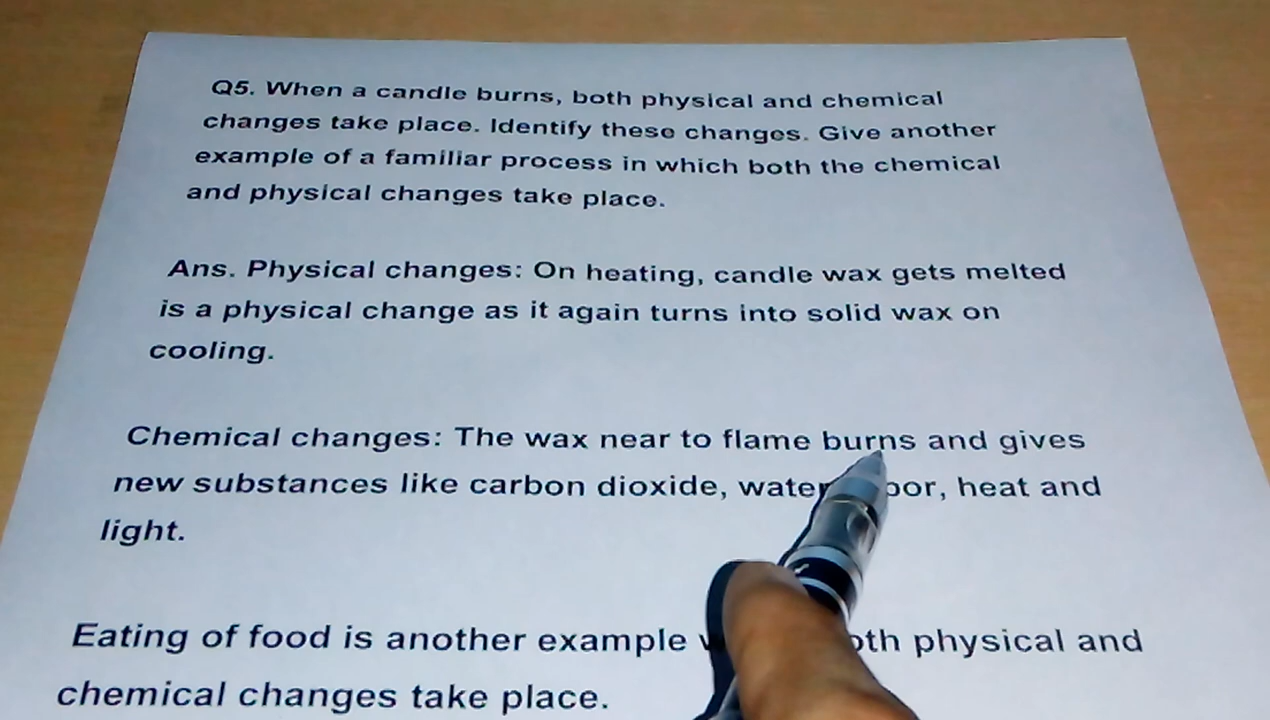 Q5. When a candle burns, both physical and chemical
changes take place. Identify these changes. Give another
example of a familiar process in which both the chemical
and physical changes take place.
Ans. Physical changes: On heating, candle wax gets melted
is a physical change as it again turns into solid wax on
cooling.
Chemical changes: The wax near to flame burns and gives
new substances like carbon dioxide, water heat and
light.
Eating of food is another example physical and
chemical changes take place.